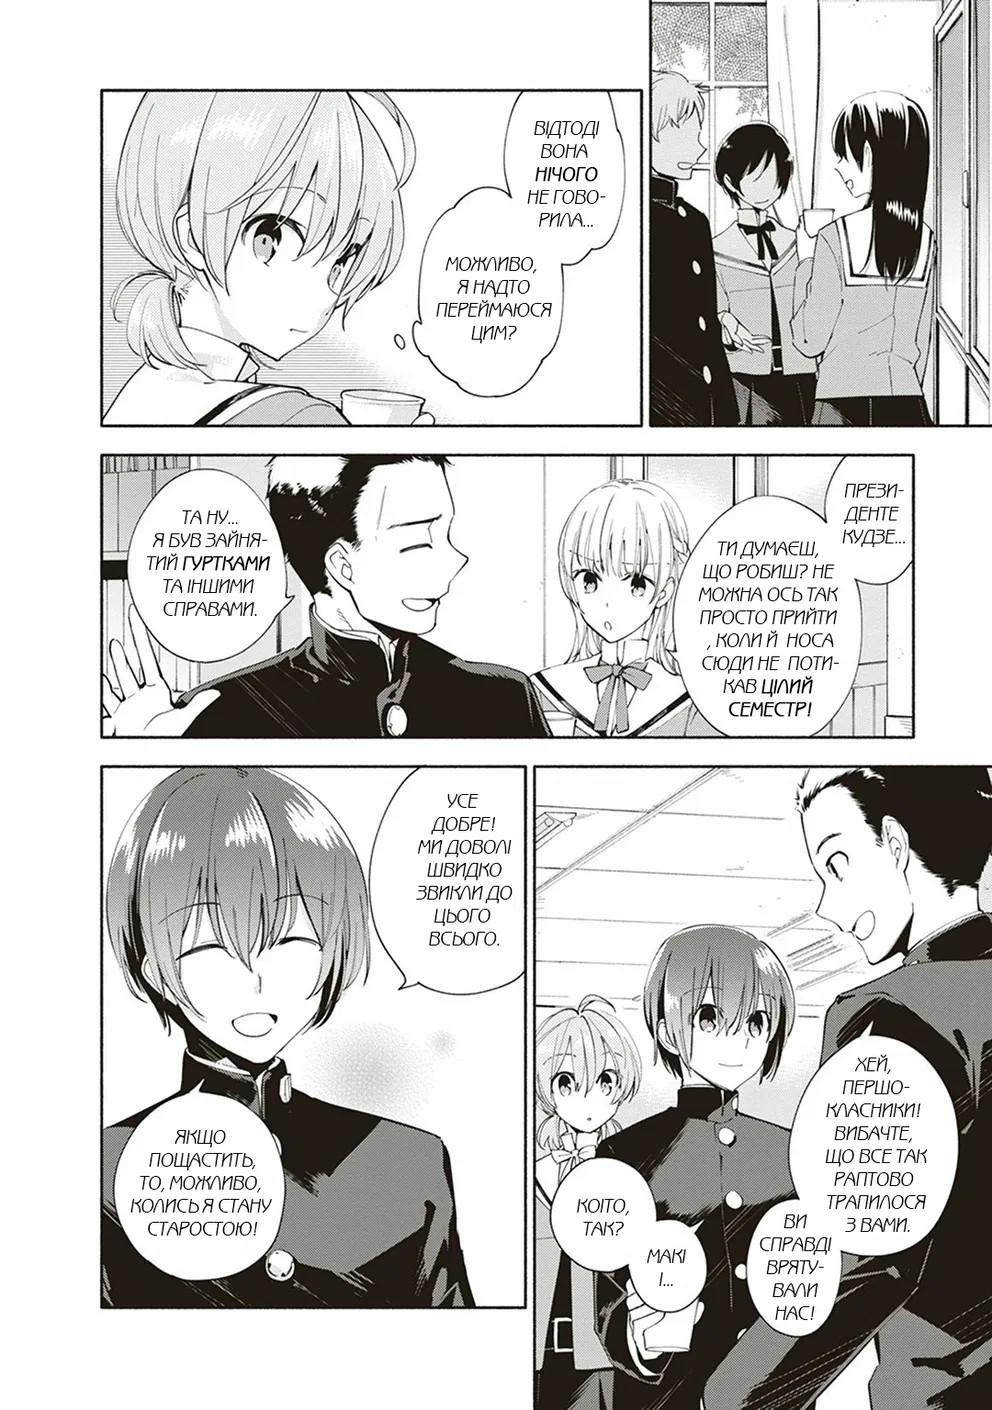 ВІДТОДІ
ВОНА
НІЧОГО
НЕ ГОВО-
РИЛА...
МОЖЛИВО,
Я НАДТО
ПЕРЕЙМАЮСЯ
ЦИМ?
ПРЕЗИ-
ДЕНТЕ
КУДЗЕ...
ТИ ДУМАЄШ,
ЩО РОБИШ? НЕ
МОЖНА ОСЬ ТАК
ПРОСТО ПРИЙТИ
, КОЛИ Й НОСА
СЮДИ НЕ ПОТИ-
КАВ ЦІЛИЙ
СЕМЕСТР!
ТА НУ...
Я БУВ ЗАЙНЯ-
ТИЙ ГУРТКАМИ
ТА ІНШИМИ
СПРАВАМИ.
ХЕЙ,
ПЕРШО-
КЛАСНИКИ!
ВИБАЧТЕ,
ЩО ВСЕ ТАК
РАПТОВО
ТРАПИЛОСЯ
З ВАМИ.
ВИ
СПРАВДІ
ВРЯТУ-
ВАЛИ
НАС!
МАКІ
І...
КОІТО,
ТАК?
УСЕ
ДОБРЕ!
МИ ДОВОЛІ
ШВИДКО
ЗВИКЛИ ДО
ЦЬОГО
ВСЬОГО.
ЯКЩО
ПОЩАСТИТЬ,
ТО, МОЖЛИВО,
КОЛИСЬ Я СТАНУ
СТАРОСТОЮ!